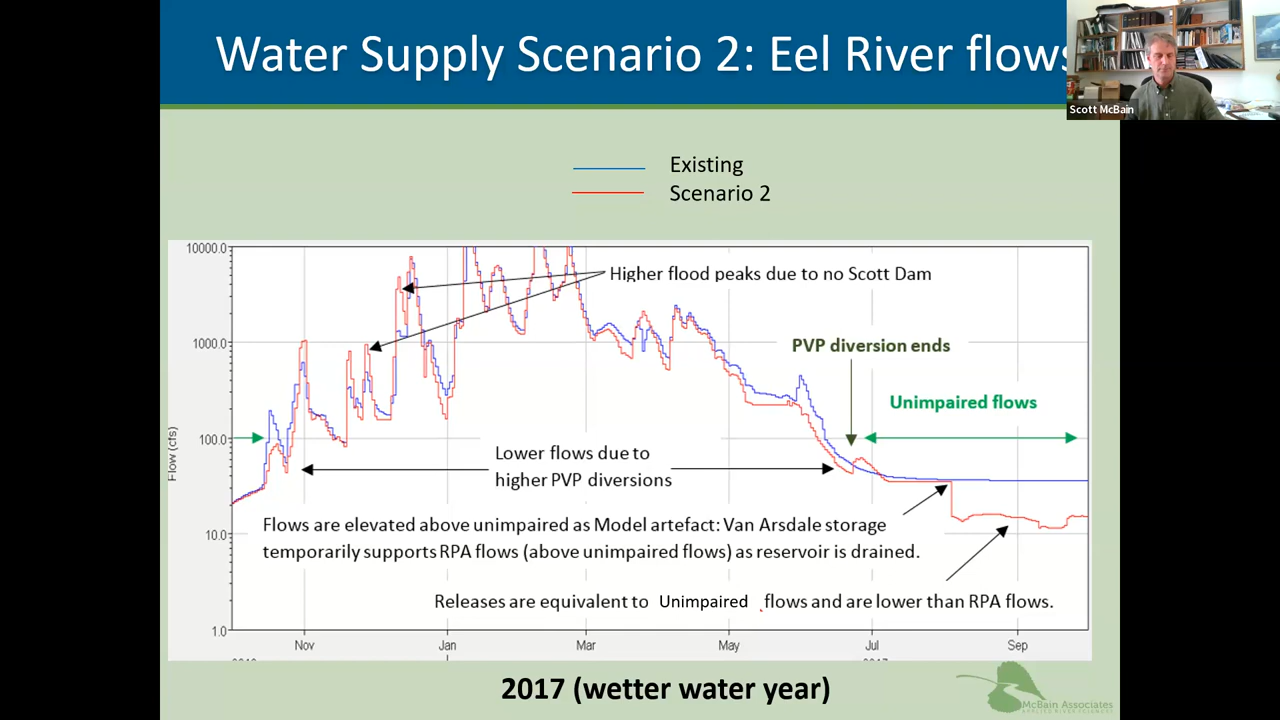 Water Supply Scenario 2: Eel River flows
Scott McBain
Existing
Scenario 2
10000.0
1000.0
100.0
10.0
1.0
Flow (cfs)
Higher flood peaks due to no Scott Dam
PVP diversion ends
Unimpaired flows
Lower flows due to
higher PVP diversions
Flows are elevated above unimpaired as Model artefact: Van Arsdale storage
temporarily supports RPA flows (above unimpaired flows) as reservoir is drained.
Releases are equivalent to Unimpaired flows and are lower than RPA flows.
Nov Jan Mar May Jul Sep
2017 (wetter water year)
McBain Associates
APPLIED RIVER SCIENCES